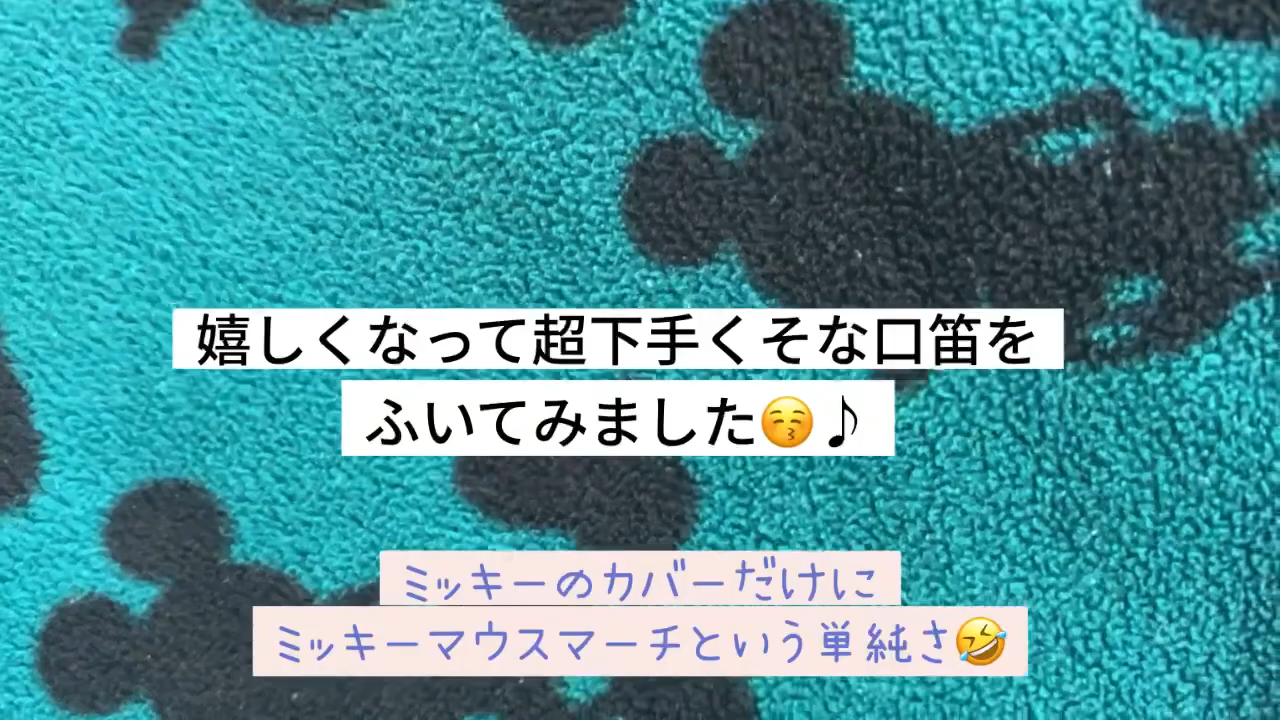 嬉しくなって超下手くそな口笛を
ふいてみました😚♪
ミッキーのカバーだけに
ミッキーマウスマーチという単純さ🤣